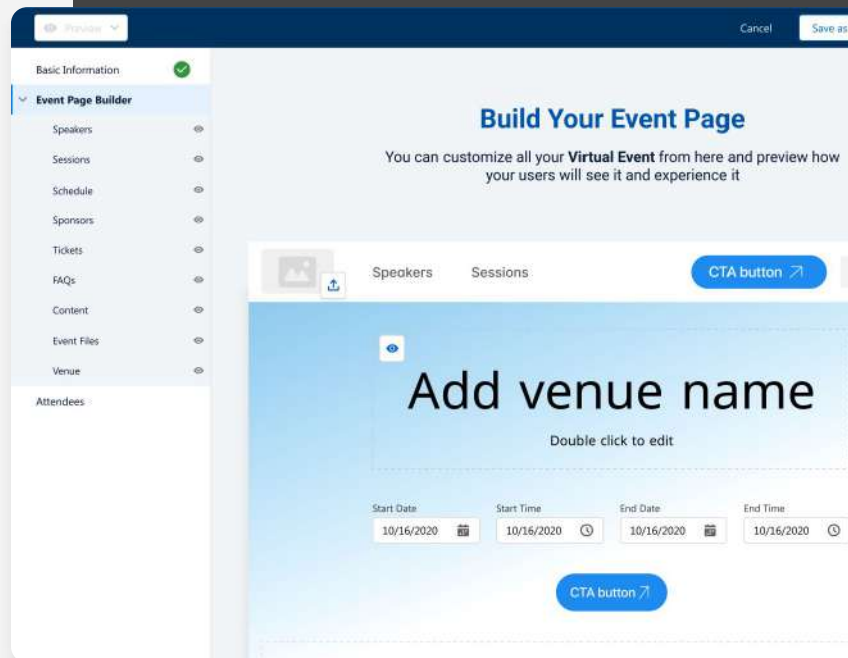 Preview
Cancel
Save as
Basic Information
Event Page Builder
Speakers
Sessions
Schedule
Sponsors
Tickets
FAQs
Content
Event Files
Venue
Attendees
Build Your Event Page
You can customize all your Virtual Event from here and preview how
your users will see it and experience it
Speakers
Sessions
CTA button
Add venue name
Double click to edit
Start Date
Start Time
End Date
End Time
10/16/2020
10/16/2020
10/16/2020
10/16/2020
CTA button